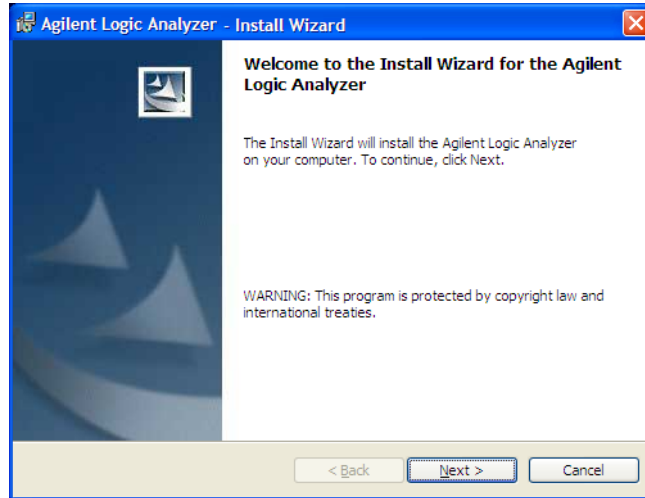 Agilent Logic Analyzer - Install Wizard
Welcome to the Install Wizard for the Agilent
Logic Analyzer
The Install Wizard will install the Agilent Logic Analyzer
on your computer. To continue, click Next.
WARNING: This program is protected by copyright law and
international treaties.
< Back Next > Cancel